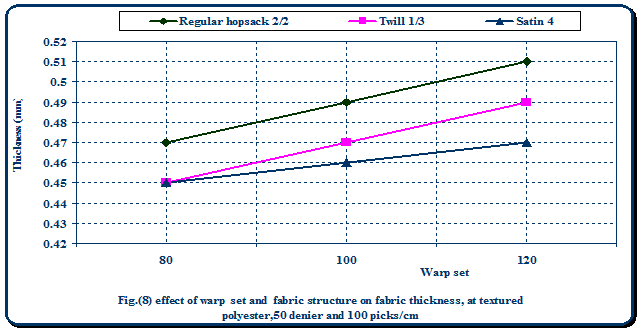 Regular hopsack 2/2 Twill 1/3 Satin 4
0.52
0.51
0.5
0.49
0.48
0.47
0.46
0.45
0.44
0.43
0.42
Thickness (mm)
80 100 120
Warp set
Fig.(8) effect of warp set and fabric structure on fabric thickness, at textured
polyester,50 denier and 100 picks/cm